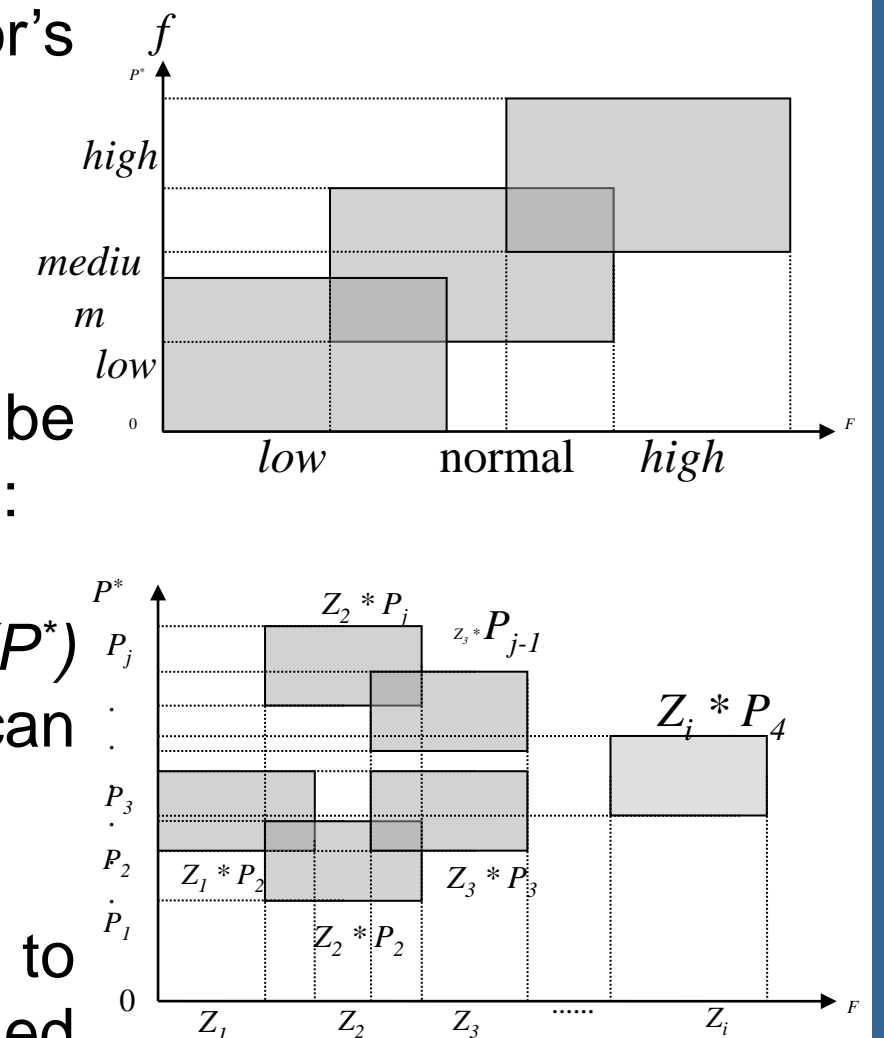 or's
f
P*
high
mediu
m
low
be
0
F
low normal high
:
P*
Z2 * Pj
Z3 * Pj-1
P*)
Pj
can
.
.
Zi * P4
.
P3
.
P2
.
Z1 * P2
Z3 * P3
P1
Z2 * P2
to
0
F
Z1 Z2 Z3 ...... Zi
ed